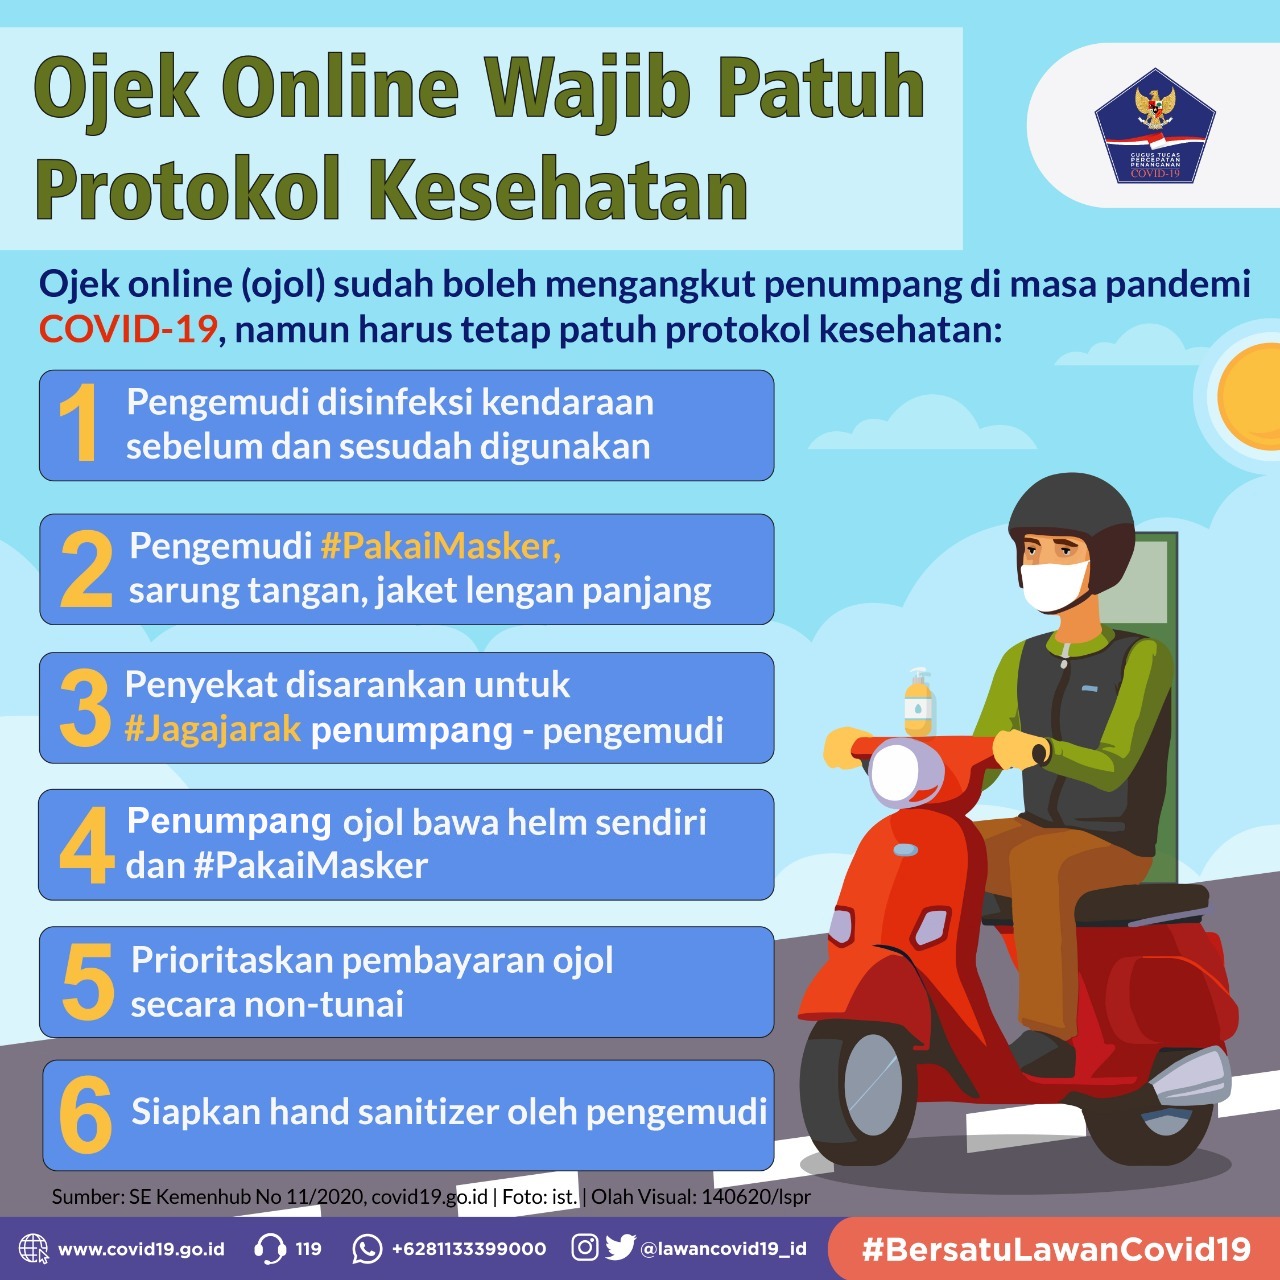 Ojek Online Wajib Patuh
Protokol Kesehatan
GUGUS TUGAS
PERCEPATAN
PENANGANAN
COVID-19
Ojek online (ojol) sudah boleh mengangkut penumpang di masa pandemi
COVID-19, namun harus tetap patuh protokol kesehatan:
1
Pengemudi disinfeksi kendaraan
sebelum dan sesudah digunakan
2
Pengemudi #PakaiMasker,
sarung tangan, jaket lengan panjang
3
Penyekat disarankan untuk
#Jagajarak penumpang - pengemudi
4
Penumpang ojol bawa helm sendiri
dan #PakaiMasker
5
Prioritaskan pembayaran ojol
secara non-tunai
6
Siapkan hand sanitizer oleh pengemudi
Sumber: SE Kemenhub No 11/2020, covid19.go.id | Foto: ist. | Olah Visual: 140620/lspr
www.covid19.go.id 119 +6281133399000 @lawancovid19_id #BersatuLawanCovid19